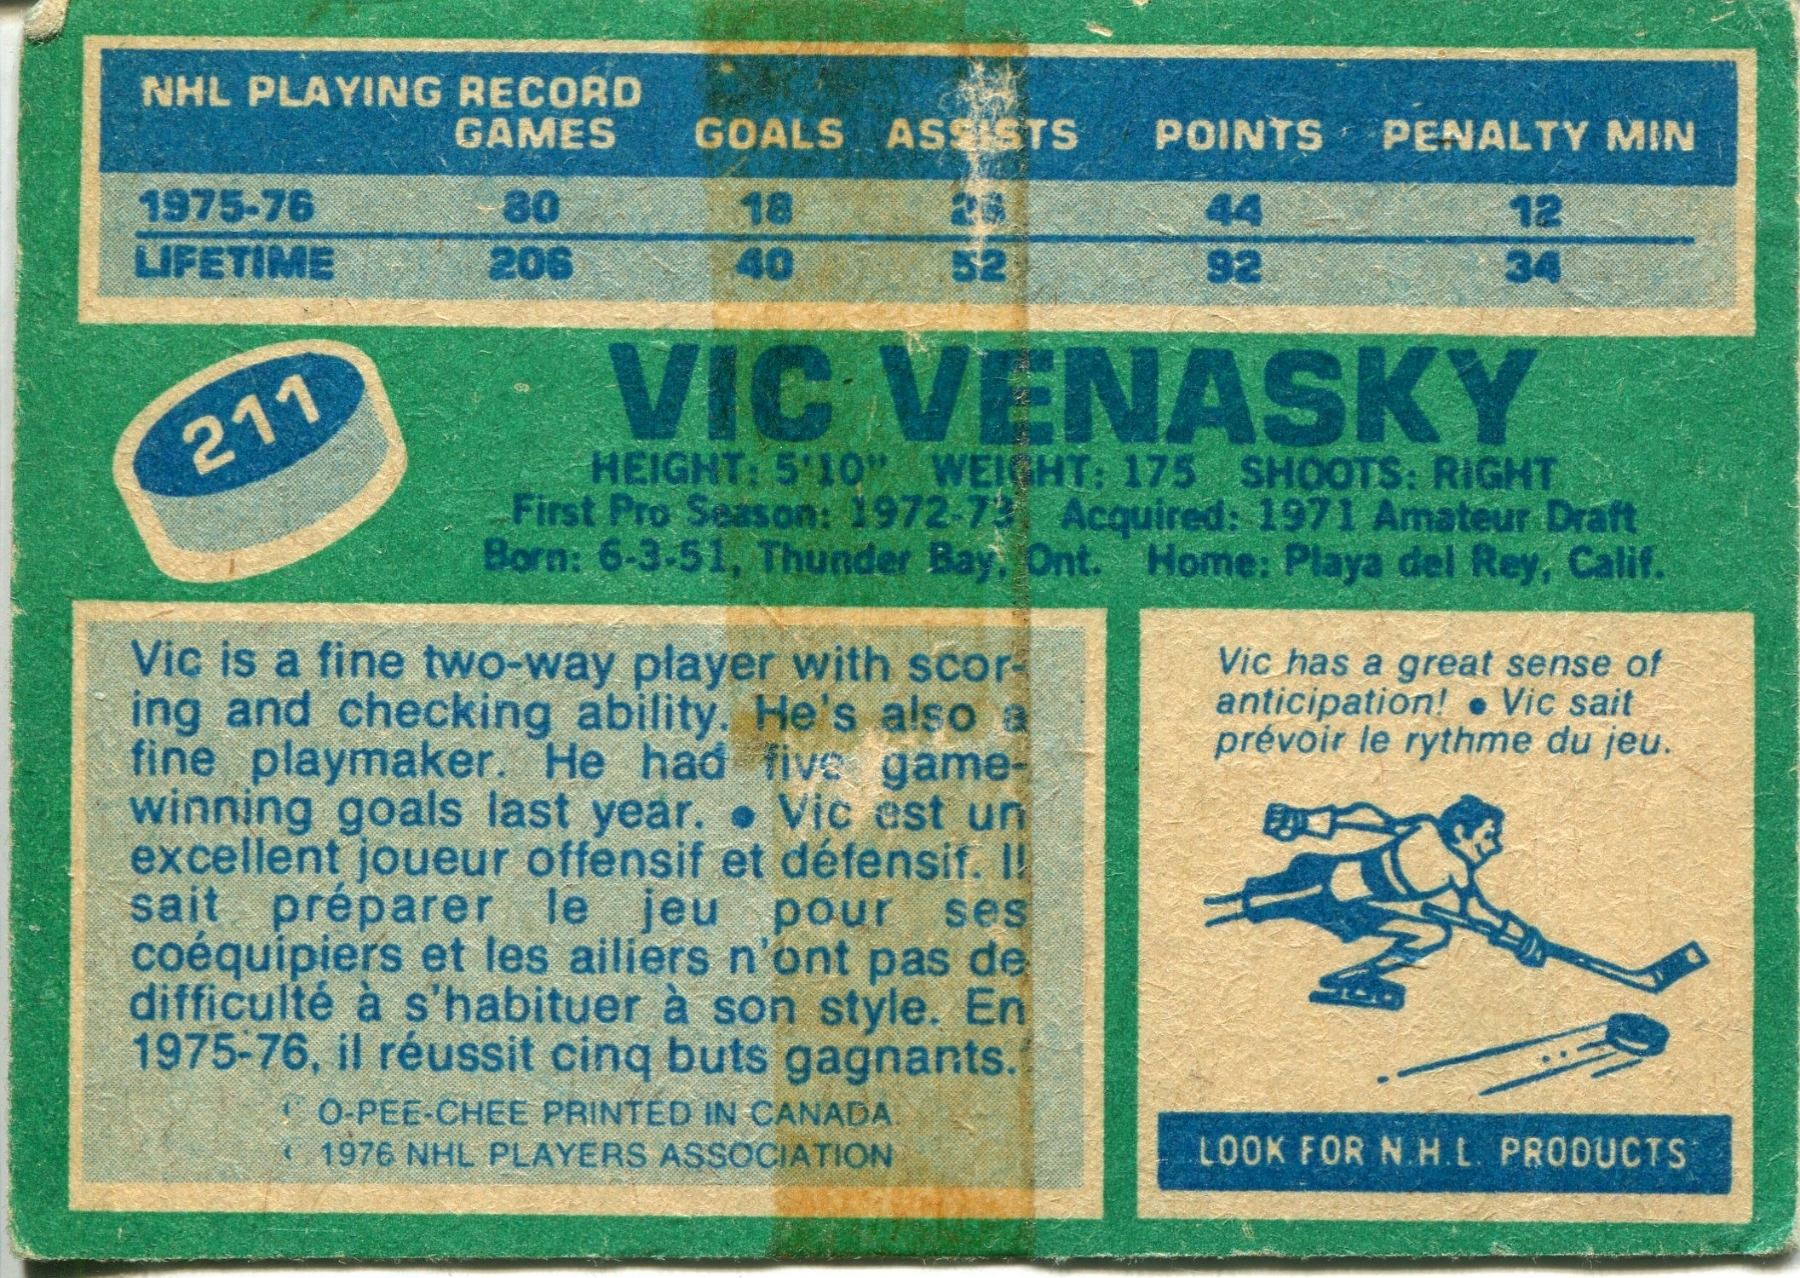 NHL PLAYING RECORD
GAMES GOALS ASSISTS POINTS PENALTY MIN
1975-76 80 18 26 44 12
LIFETIME 206 40 52 92 34
211
VIC VENASKY
HEIGHT: 5'10" WEIGHT: 175 SHOOTS: RIGHT
First Pro Season: 1972-73 Acquired: 1971 Amateur Draft
Born: 6-3-51, Thunder Bay, Ont. Home: Playa del Rey, Calif.
Vic is a fine two-way player with scor-
ing and checking ability. He's also a
fine playmaker. He had five game-
winning goals last year. • Vic est un
excellent joueur offensif et défensif. Il
sait préparer le jeu pour ses
coéquipiers et les ailiers n'ont pas de
difficulté à s'habituer à son style. En
1975-76, il réussit cinq buts gagnants.
© O-PEE-CHEE PRINTED IN CANADA
© 1976 NHL PLAYERS ASSOCIATION
Vic has a great sense of
anticipation! • Vic sait
prévoir le rythme du jeu.
LOOK FOR N.H.L. PRODUCTS